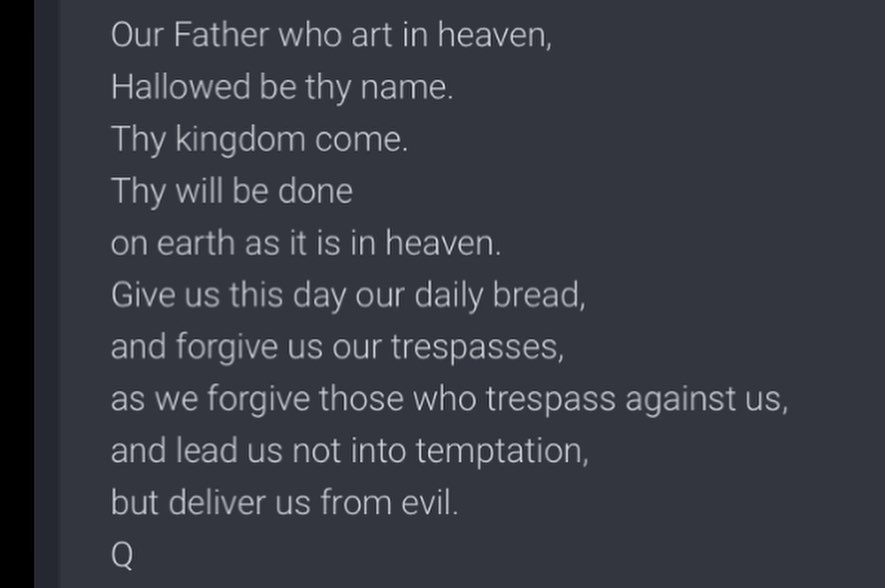 Our Father who art in heaven,
Hallowed be thy name.
Thy kingdom come.
Thy will be done
on earth as it is in heaven.
Give us this day our daily bread,
and forgive us our trespasses,
as we forgive those who trespass against us,
and lead us not into temptation,
but deliver us from evil.
Q